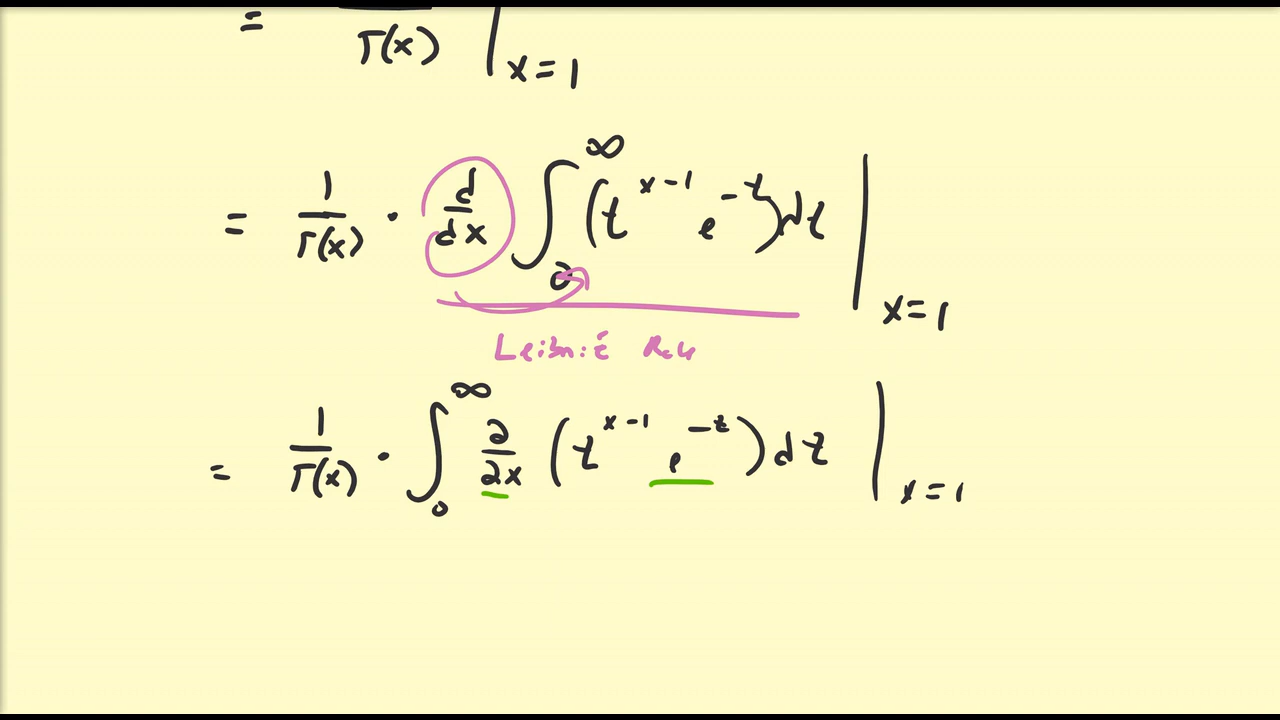 = Γ(x) | x=1
= 1/Γ(x) · d/dx ∫₀^∞ (t^{x-1} e^{-t}) dt | x=1
Leibniz Rule
= 1/Γ(x) · ∫₀^∞ ∂/∂x (t^{x-1} e^{-t}) dt | x=1